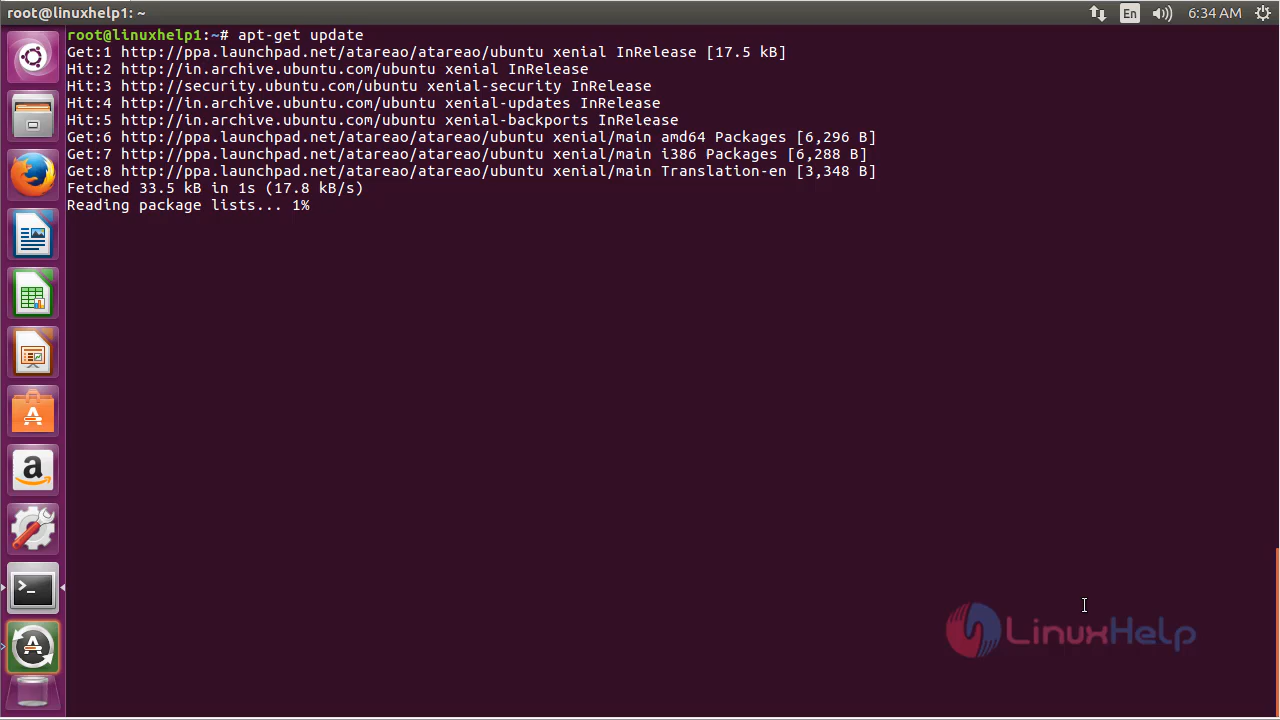 root@linuxhelp1: ~
En
6:34 AM
root@linuxhelp1:~# apt-get update
Get:1 http://ppa.launchpad.net/atareao/atareao/ubuntu xenial InRelease [17.5 kB]
Hit:2 http://in.archive.ubuntu.com/ubuntu xenial InRelease
Hit:3 http://security.ubuntu.com/ubuntu xenial-security InRelease
Hit:4 http://in.archive.ubuntu.com/ubuntu xenial-updates InRelease
Hit:5 http://in.archive.ubuntu.com/ubuntu xenial-backports InRelease
Get:6 http://ppa.launchpad.net/atareao/atareao/ubuntu xenial/main amd64 Packages [6,296 B]
Get:7 http://ppa.launchpad.net/atareao/atareao/ubuntu xenial/main i386 Packages [6,288 B]
Get:8 http://ppa.launchpad.net/atareao/atareao/ubuntu xenial/main Translation-en [3,348 B]
Fetched 33.5 kB in 1s (17.8 kB/s)
Reading package lists... 1%
LinuxHelp